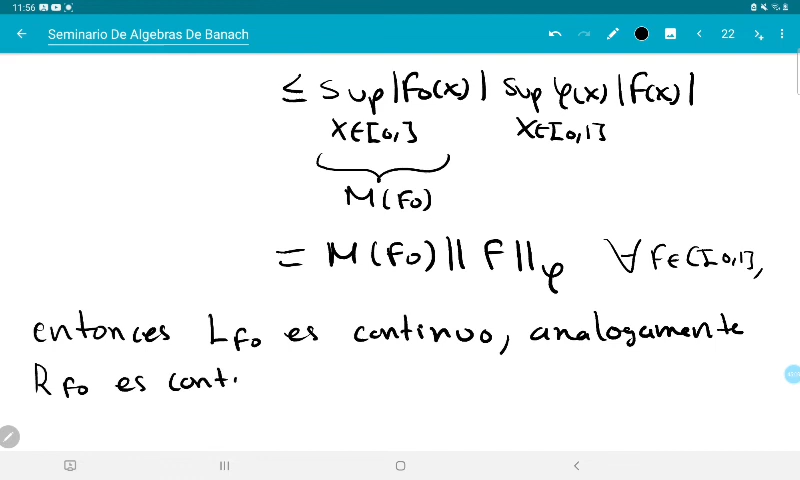 11:56
Seminario De Algebras De Banach
22
≤ Sup |f₀(x)| Sup φ(x)|f(x)|
x∈[0,] x∈[0,1]
M(f₀)
= M(f₀)|| f ||φ ∀ f∈C[0,1],
entonces Lf₀ es continuo, analogamente
Rf₀ es cont.